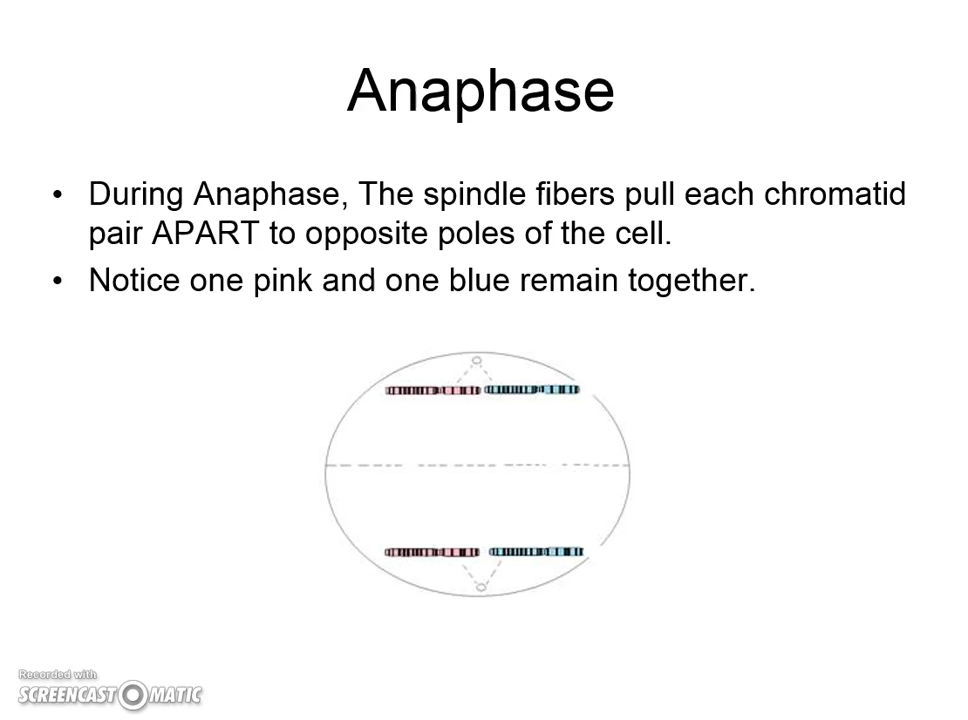 Anaphase
• During Anaphase, The spindle fibers pull each chromatid
pair APART to opposite poles of the cell.
• Notice one pink and one blue remain together.
Recorded with
SCREENCAST MATIC